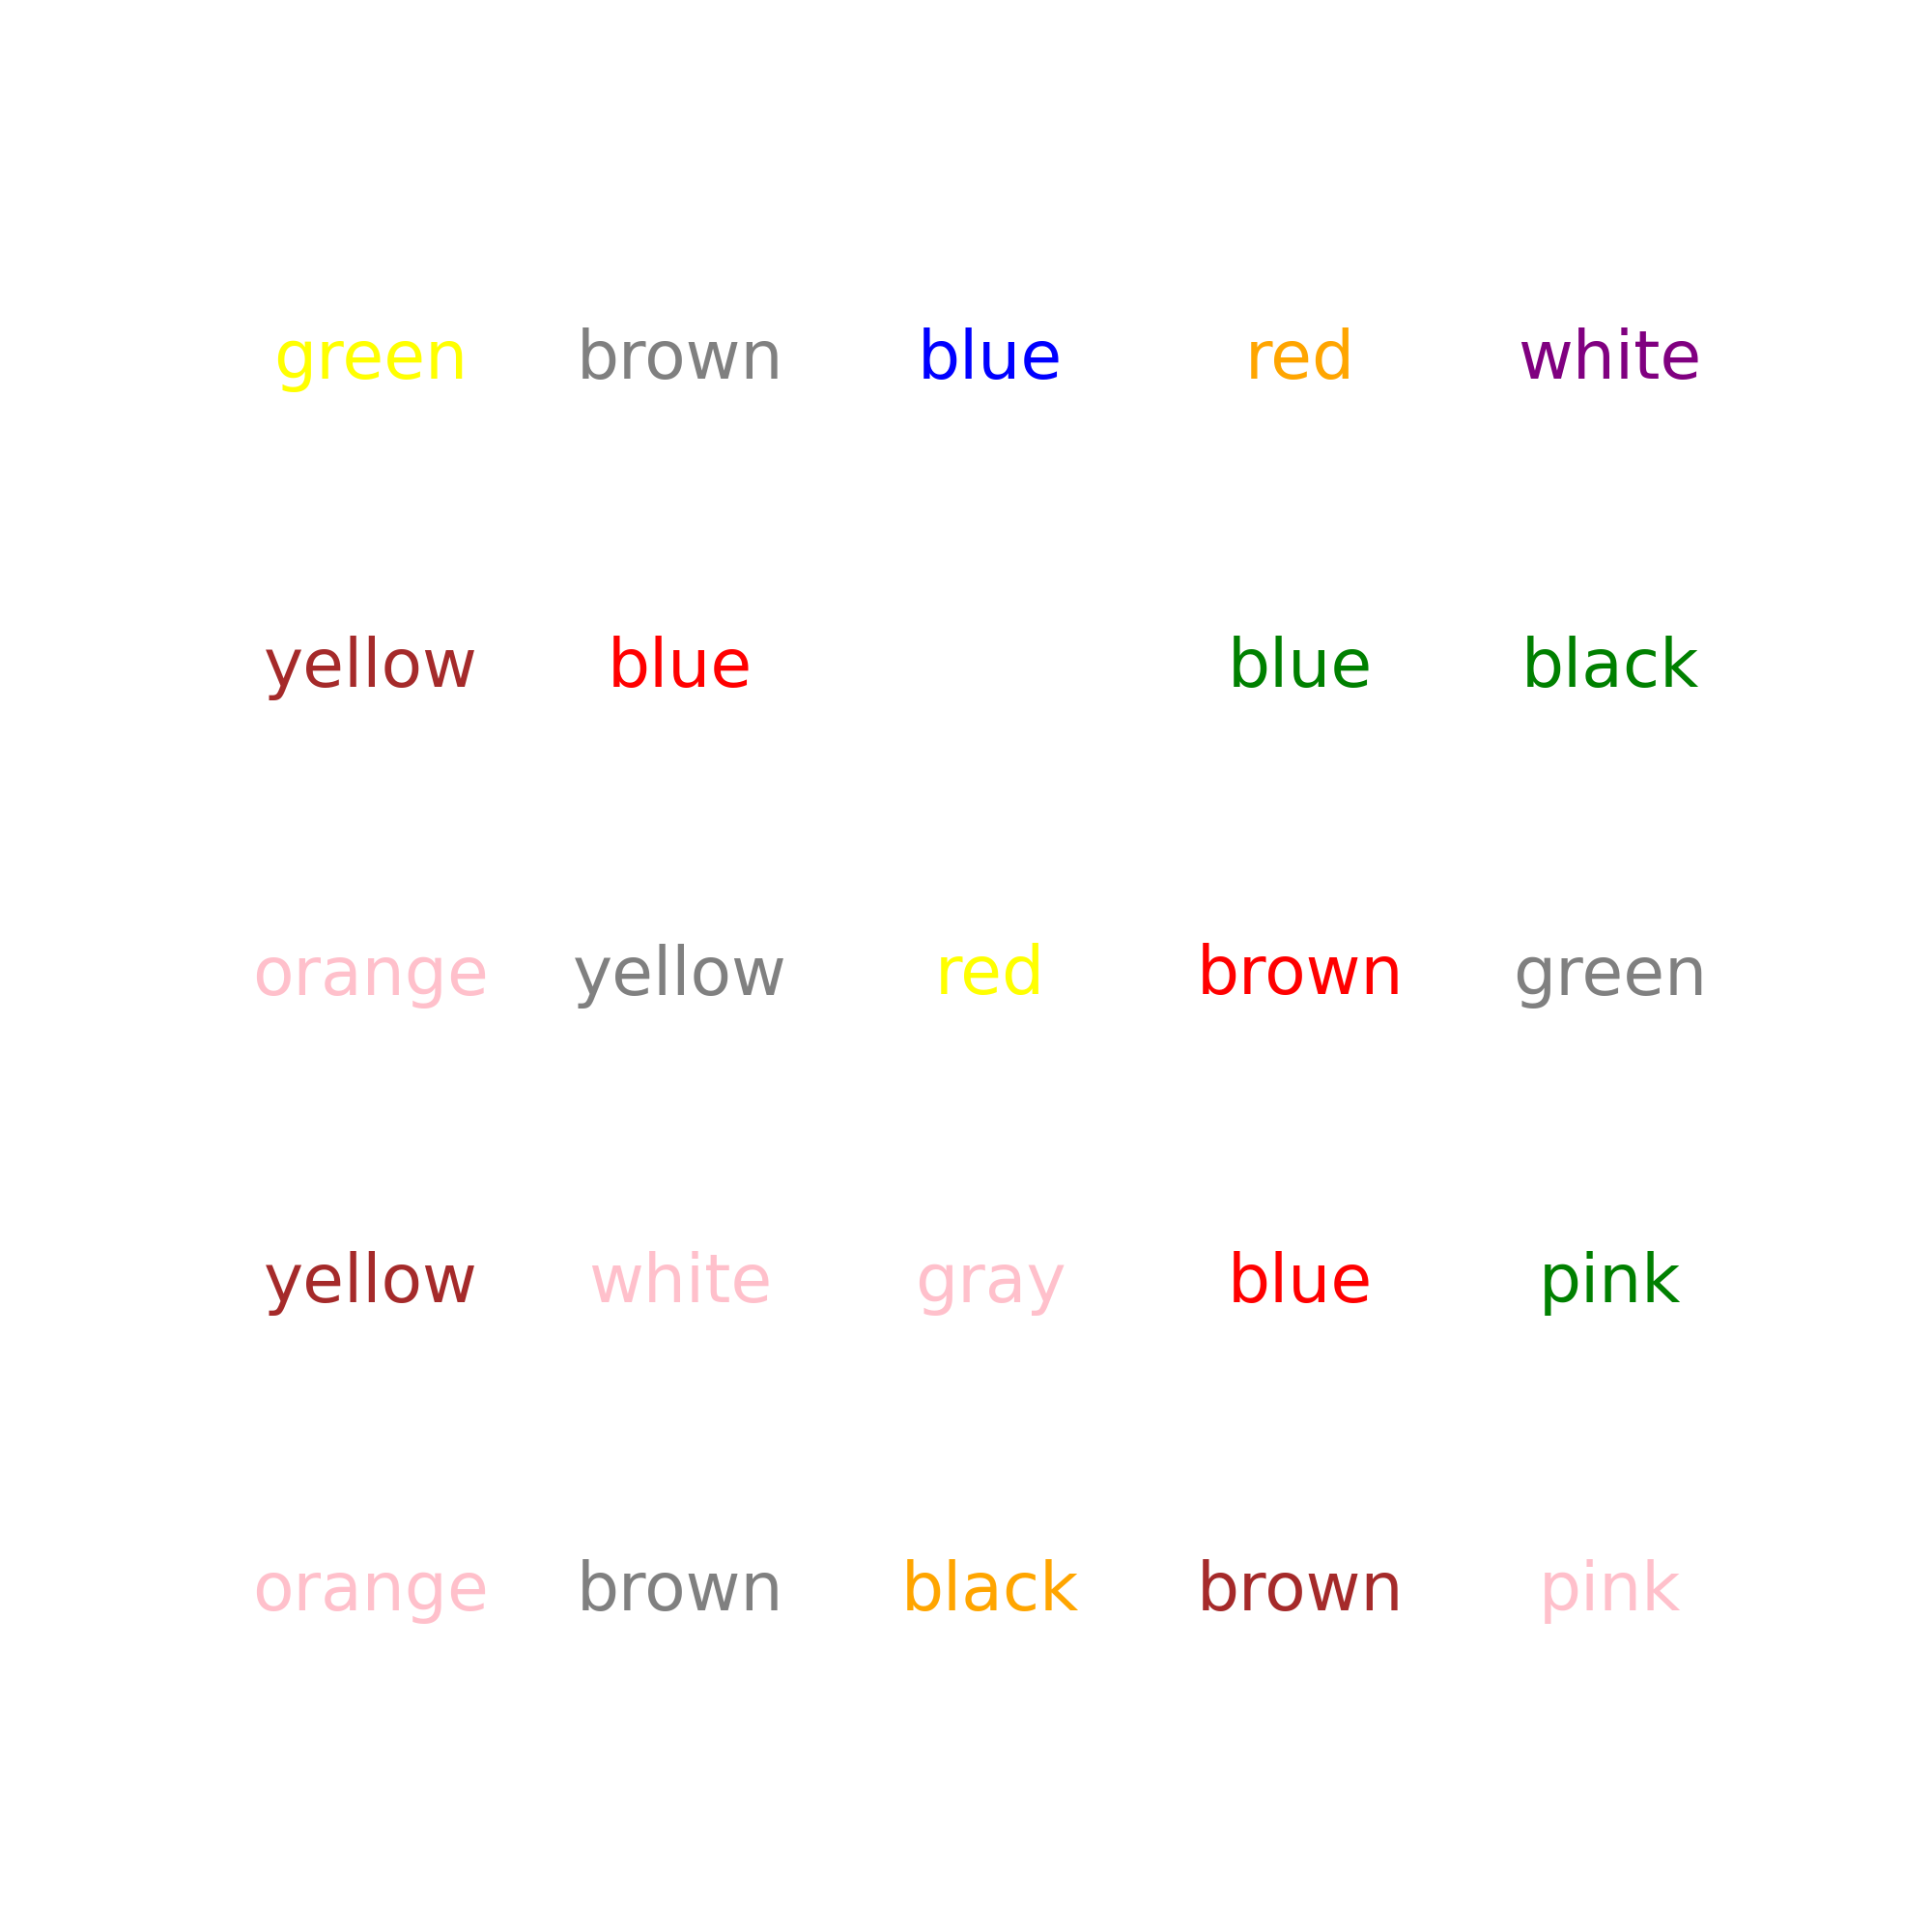 green brown blue red white
yellow blue blue black
orange yellow red brown green
yellow white gray blue pink
orange brown black brown pink